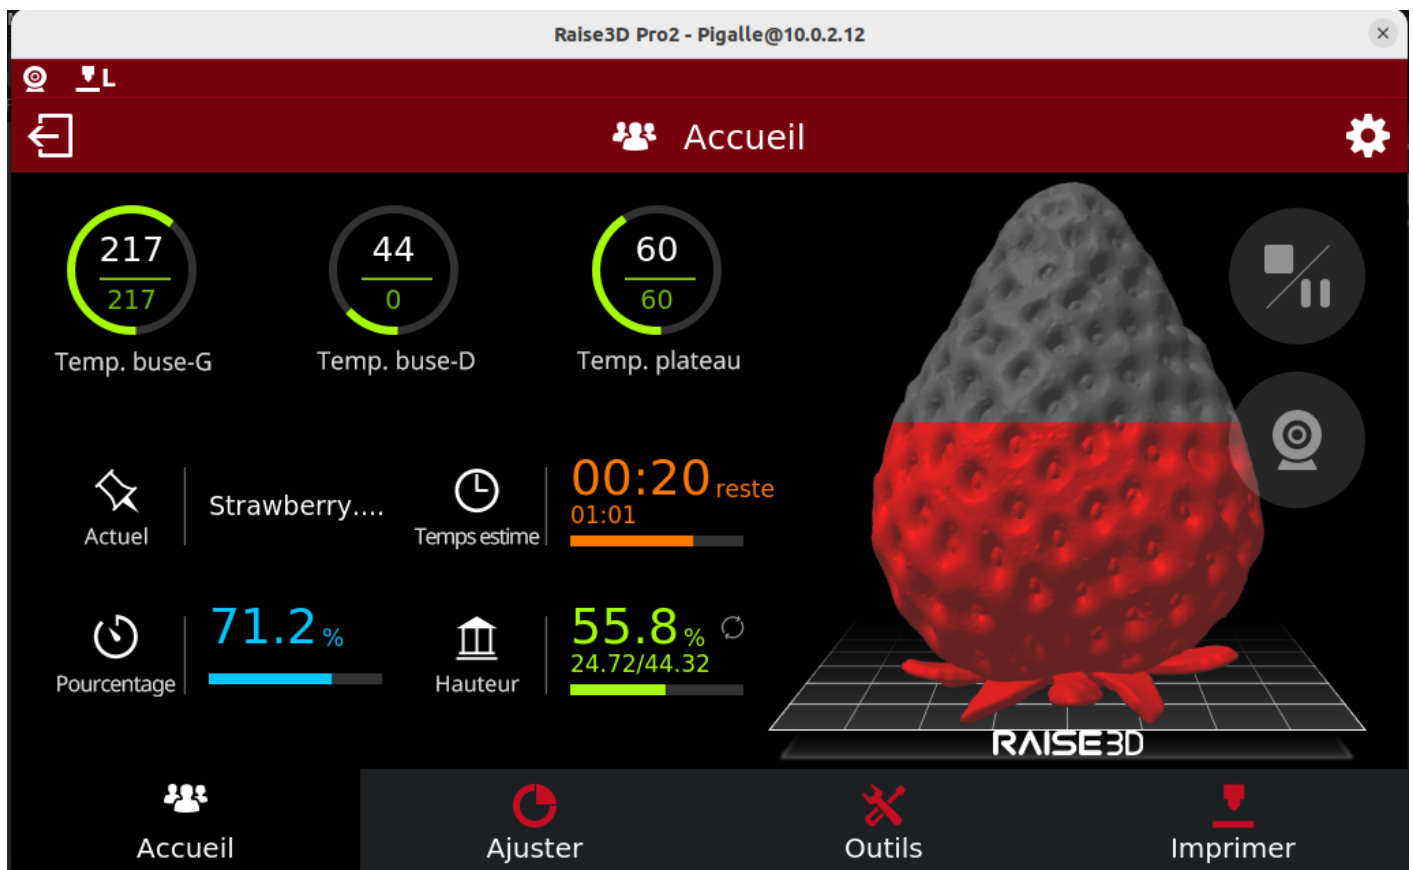 Raise3D Pro2 - Pigalle@10.0.2.12
L
Accueil
217
217
Temp. buse-G
44
0
Temp. buse-D
60
60
Temp. plateau
Actuel
Strawberry....
Temps estime
00:20 reste
01:01
Pourcentage
71.2 %
Hauteur
55.8 %
24.72/44.32
RAISE3D
Accueil
Ajuster
Outils
Imprimer